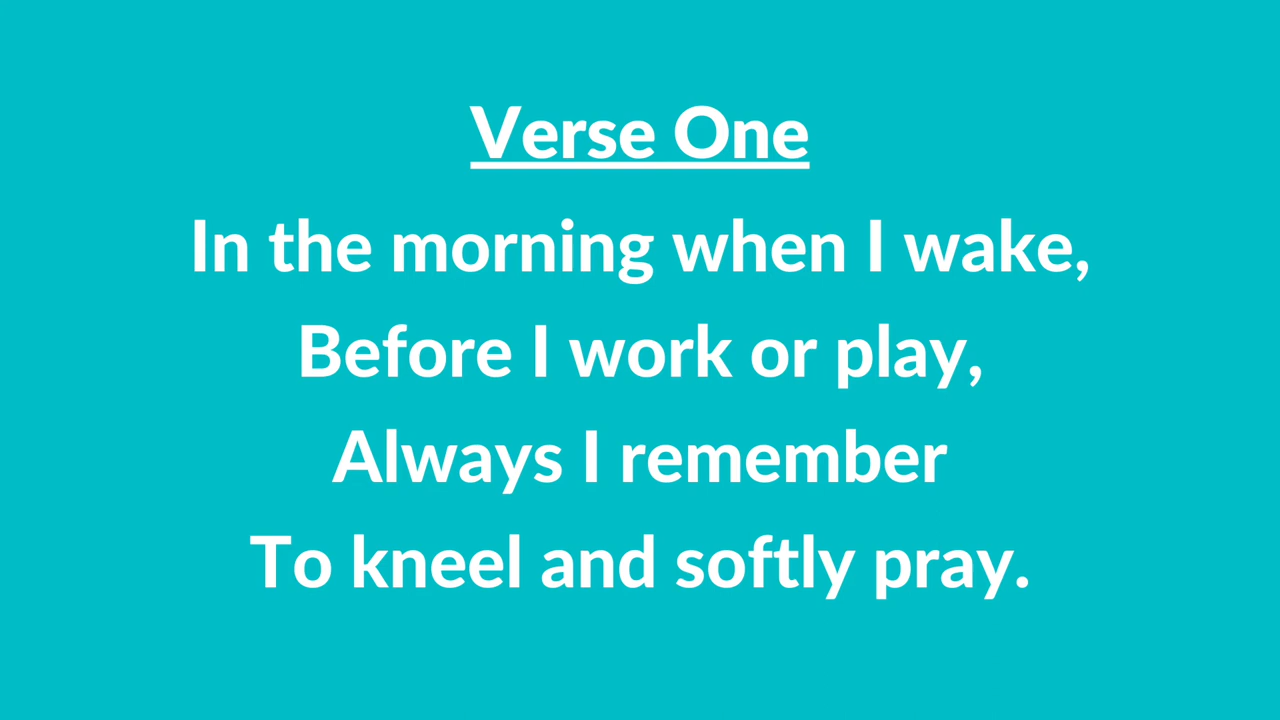 Verse One
In the morning when I wake,
Before I work or play,
Always I remember
To kneel and softly pray.